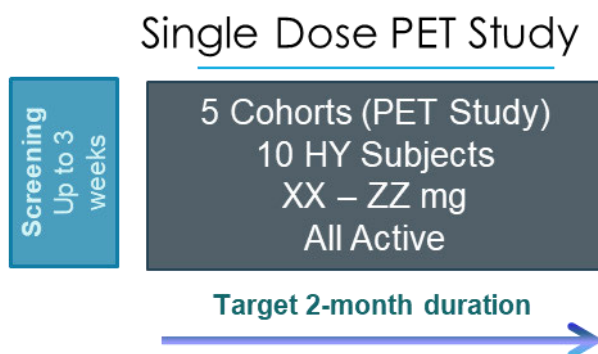 Single Dose PET Study
Screening
Up to 3
weeks
5 Cohorts (PET Study)
10 HY Subjects
XX – ZZ mg
All Active
Target 2-month duration